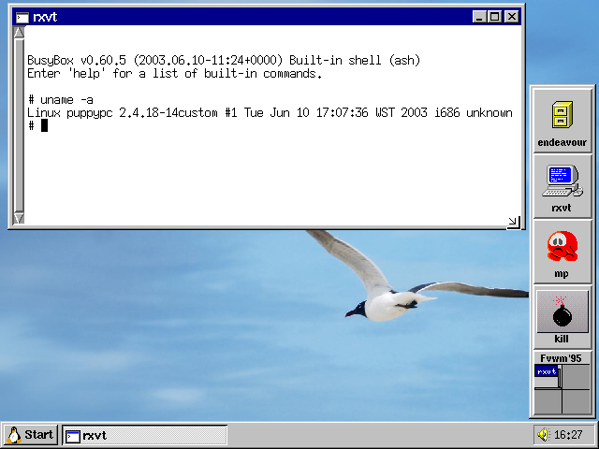 rxvt
BusyBox v0.60.5 (2003.06.10-11:24+0000) Built-in shell (ash)
Enter 'help' for a list of built-in commands.
# uname -a
Linux puppypc 2.4.18-14custom #1 Tue Jun 10 17:07:36 WST 2003 i686 unknown
#
endeavour
rxvt
mp
kill
Fvwm'95
rxvt
Start
rxvt
16:27